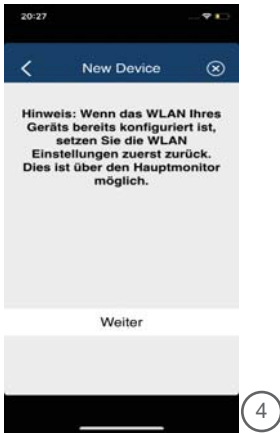 20:27
New Device
Hinweis: Wenn das WLAN Ihres
Geräts bereits konfiguriert ist,
setzen Sie die WLAN
Einstellungen zuerst zurück.
Dies ist über den Hauptmonitor
möglich.
Weiter
4